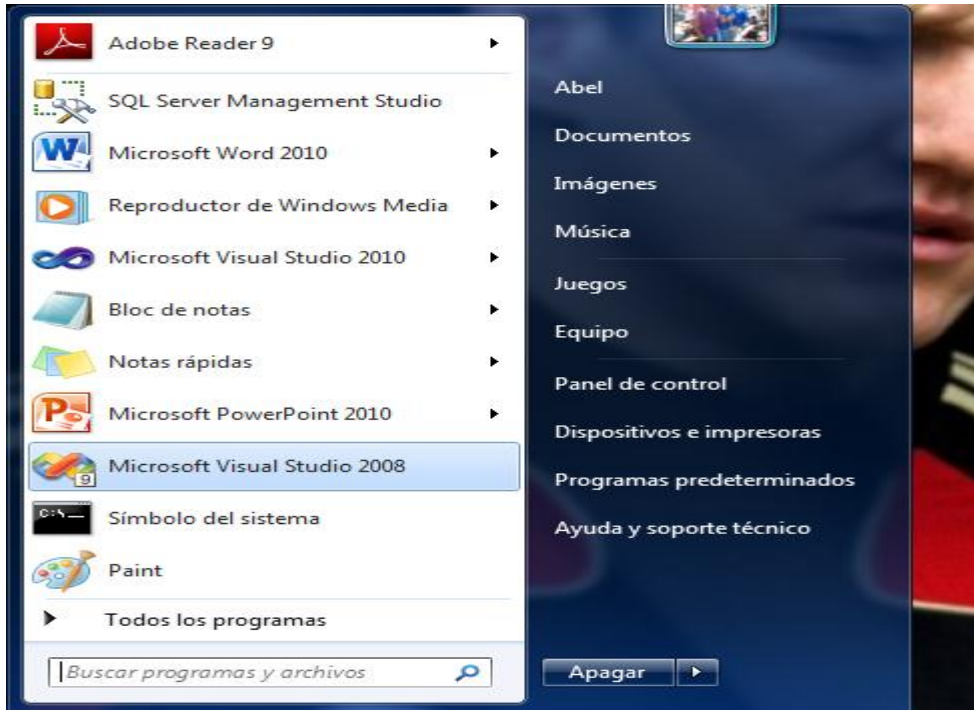 Adobe Reader 9
SQL Server Management Studio
Microsoft Word 2010
Reproductor de Windows Media
Microsoft Visual Studio 2010
Bloc de notas
Notas rápidas
Microsoft PowerPoint 2010
Microsoft Visual Studio 2008
Símbolo del sistema
Paint
Todos los programas
Buscar programas y archivos
Abel
Documentos
Imágenes
Música
Juegos
Equipo
Panel de control
Dispositivos e impresoras
Programas predeterminados
Ayuda y soporte técnico
Apagar